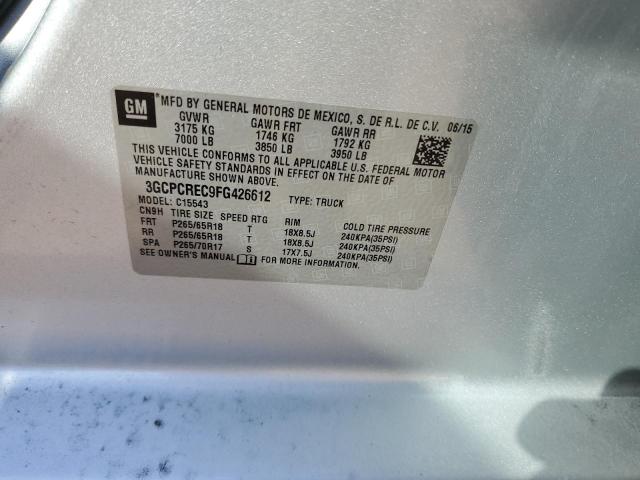 GM *MFD BY GENERAL MOTORS DE MEXICO, S. DE R.L. DE C.V. 06/15
GVWR GAWR FRT GAWR RR
3175 KG 1746 KG 1792 KG
7000 LB 3850 LB 3950 LB
THIS VEHICLE CONFORMS TO ALL APPLICABLE U.S. FEDERAL MOTOR
VEHICLE SAFETY STANDARDS IN EFFECT ON THE DATE OF
MANUFACTURE SHOWN ABOVE.
3GCPCREC9FG426612 TYPE: TRUCK
MODEL: C15543
CN9H TIRE SIZE SPEED RTG RIM COLD TIRE PRESSURE
FRT P265/65R18 T 18X8.5J 240KPA(35PSI)
RR P265/65R18 T 18X8.5J 240KPA(35PSI)
SPA P265/70R17 S 17X7.5J 240KPA(35PSI)
SEE OWNER'S MANUAL FOR MORE INFORMATION.